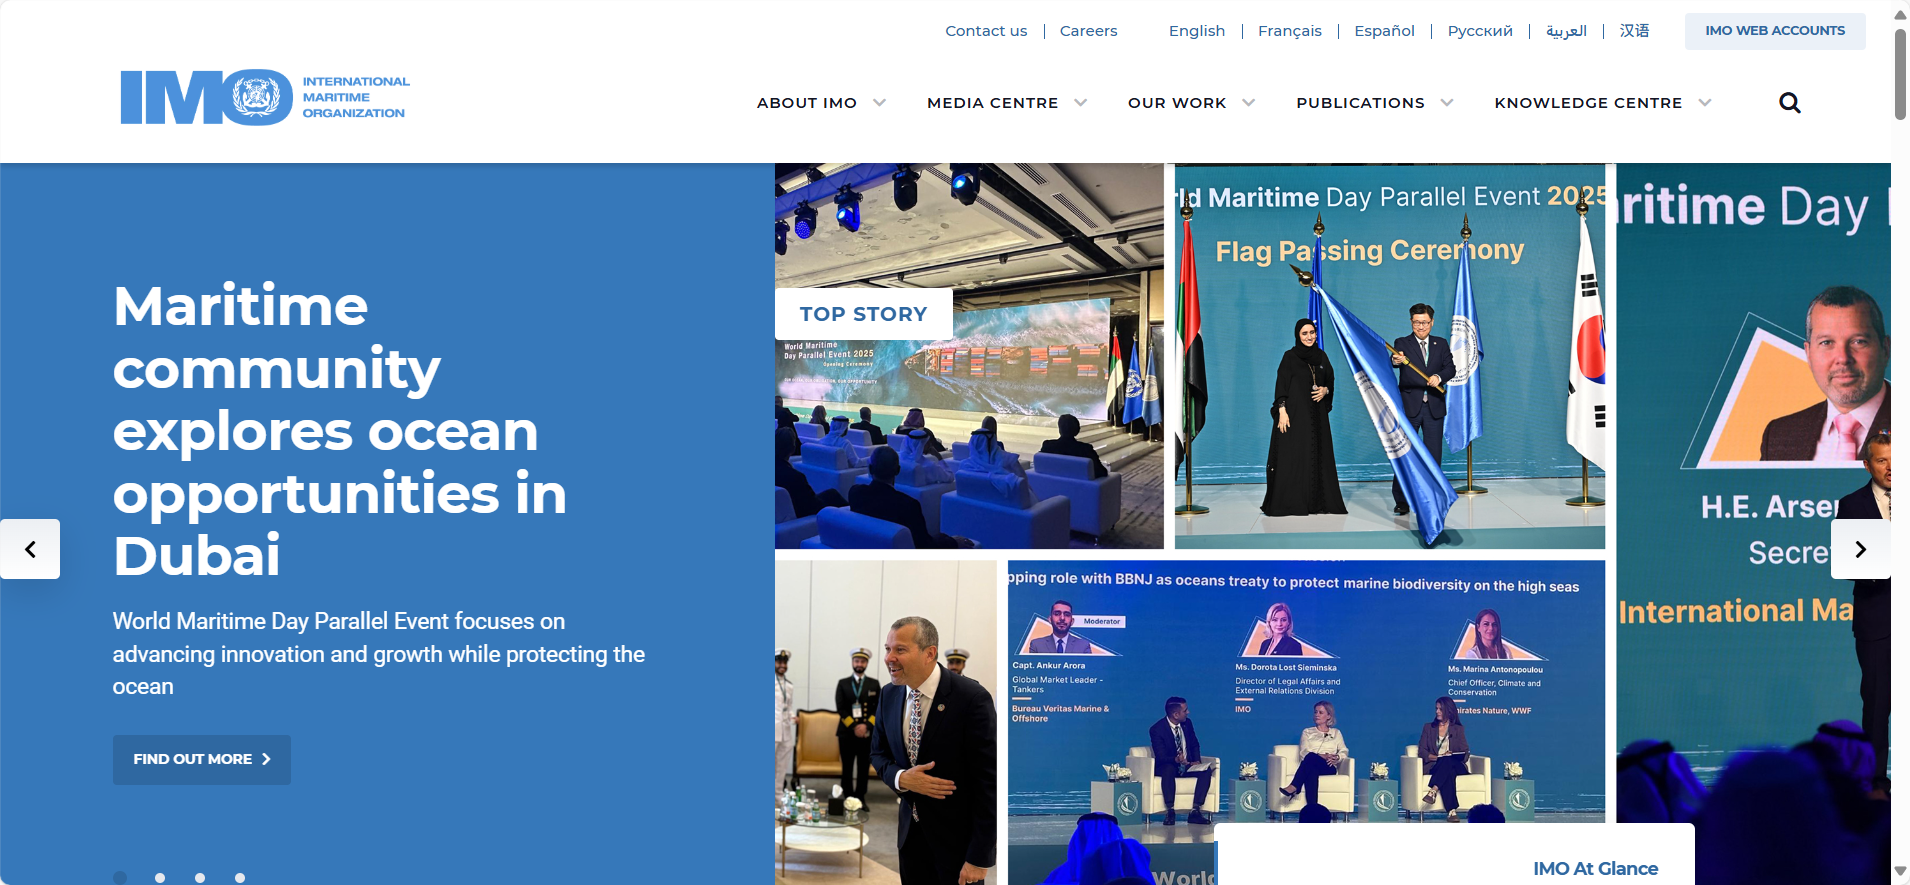 Contact us
Careers
English
Français
Español
Русский
العربية
汉语
IMO WEB ACCOUNTS
IMO
INTERNATIONAL
MARITIME
ORGANIZATION
ABOUT IMO
MEDIA CENTRE
OUR WORK
PUBLICATIONS
KNOWLEDGE CENTRE
Maritime
community
explores ocean
opportunities in
Dubai
World Maritime Day Parallel Event focuses on
advancing innovation and growth while protecting the
ocean
FIND OUT MORE
TOP STORY
World Maritime
Day Parallel Event 2025
Opening Ceremony
rld Maritime Day Parallel Event 2025
Flag Passing Ceremony
ritime Day
H.E. Arse
Secre
International Ma
pping role with BBNJ as oceans treaty to protect marine biodiversity on the high seas
Moderator
Capt. Ankur Arora
Global Market Leader -
Tankers
Bureau Veritas Marine &
Offshore
Ms. Dorota Lost Sieminska
Director of Legal Affairs and
External Relations Division
IMO
Ms. Marina Antonopoulou
Chief Officer, Climate and
Conservation
irates Nature, WWF
World
IMO At Glance